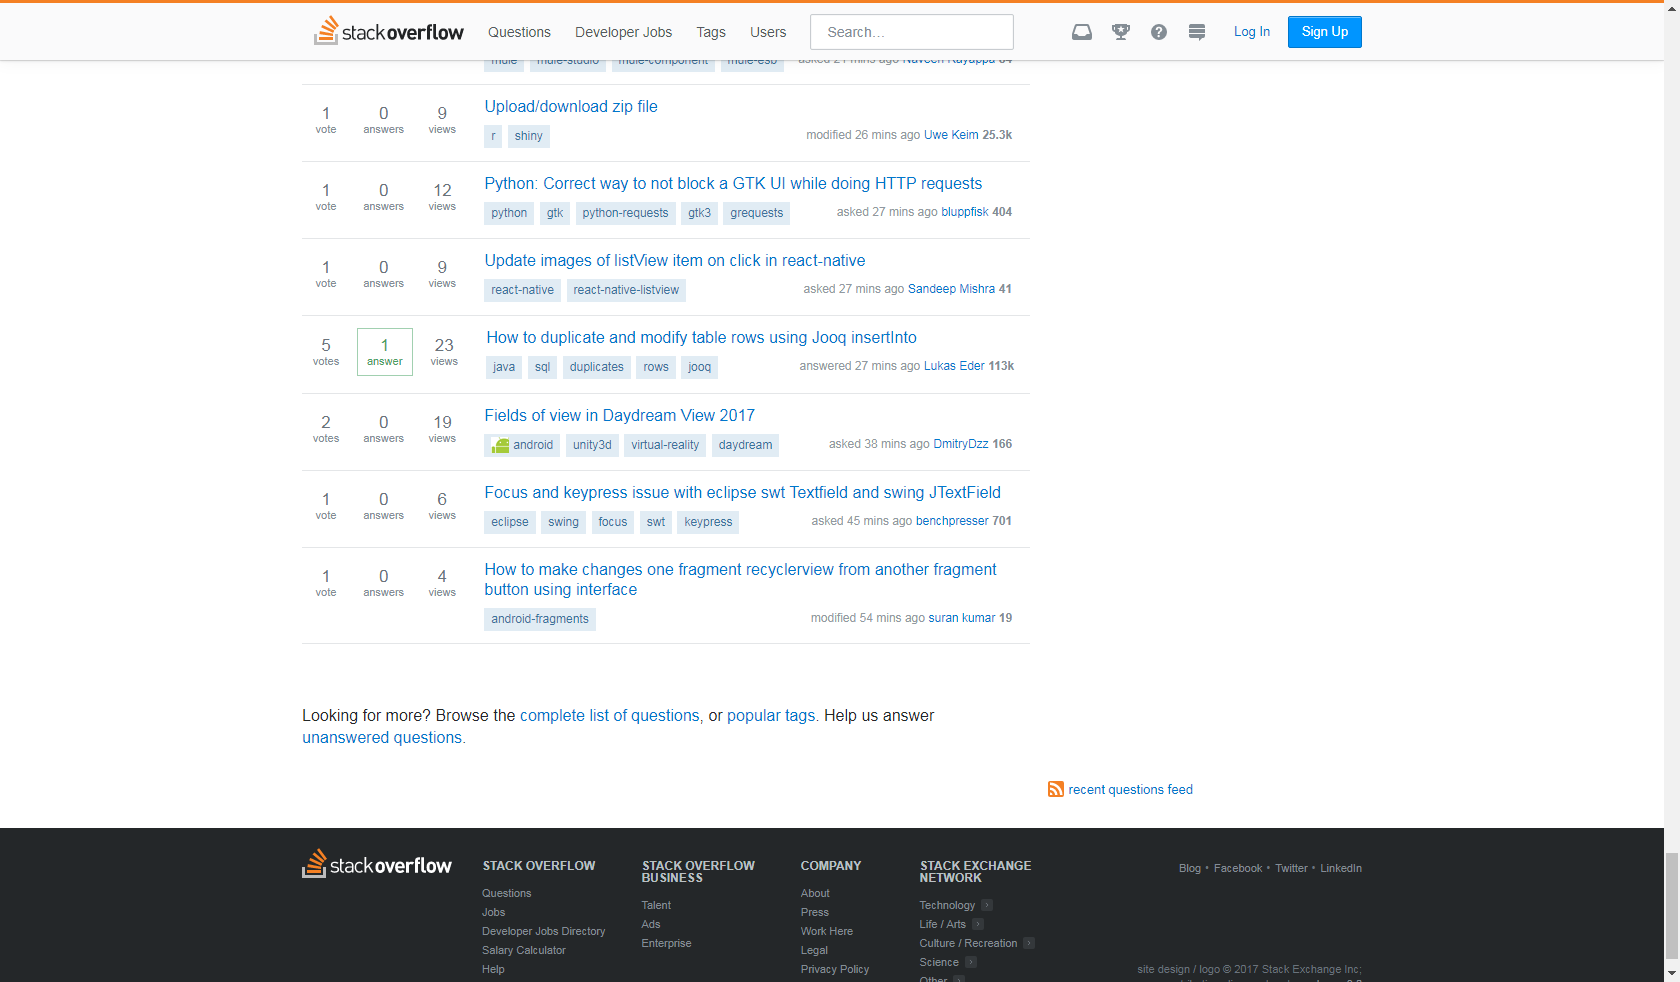 stackoverflow Questions Developer Jobs Tags Users Search... Log In Sign Up
mule mule-studio mule-component mule-esb asked 21 mins ago Naveen Kayappa 64
1 0 9 Upload/download zip file
vote answers views r shiny modified 26 mins ago Uwe Keim 25.3k
1 0 12 Python: Correct way to not block a GTK UI while doing HTTP requests
vote answers views python gtk python-requests gtk3 grequests asked 27 mins ago bluppfisk 404
1 0 9 Update images of listView item on click in react-native
vote answers views react-native react-native-listview asked 27 mins ago Sandeep Mishra 41
5 1 23 How to duplicate and modify table rows using Jooq insertInto
votes answer views java sql duplicates rows jooq answered 27 mins ago Lukas Eder 113k
2 0 19 Fields of view in Daydream View 2017
votes answers views android unity3d virtual-reality daydream asked 38 mins ago DmitryDzz 166
1 0 6 Focus and keypress issue with eclipse swt Textfield and swing JTextField
vote answers views eclipse swing focus swt keypress asked 45 mins ago benchpresser 701
1 0 4 How to make changes one fragment recyclerview from another fragment
vote answers views button using interface
android-fragments modified 54 mins ago suran kumar 19
Looking for more? Browse the complete list of questions, or popular tags. Help us answer
unanswered questions.
recent questions feed
stackoverflow
STACK OVERFLOW
Questions
Jobs
Developer Jobs Directory
Salary Calculator
Help
STACK OVERFLOW
BUSINESS
Talent
Ads
Enterprise
COMPANY
About
Press
Work Here
Legal
Privacy Policy
STACK EXCHANGE
NETWORK
Technology
Life / Arts
Culture / Recreation
Science
Other
Blog • Facebook • Twitter • LinkedIn
site design / logo © 2017 Stack Exchange Inc;